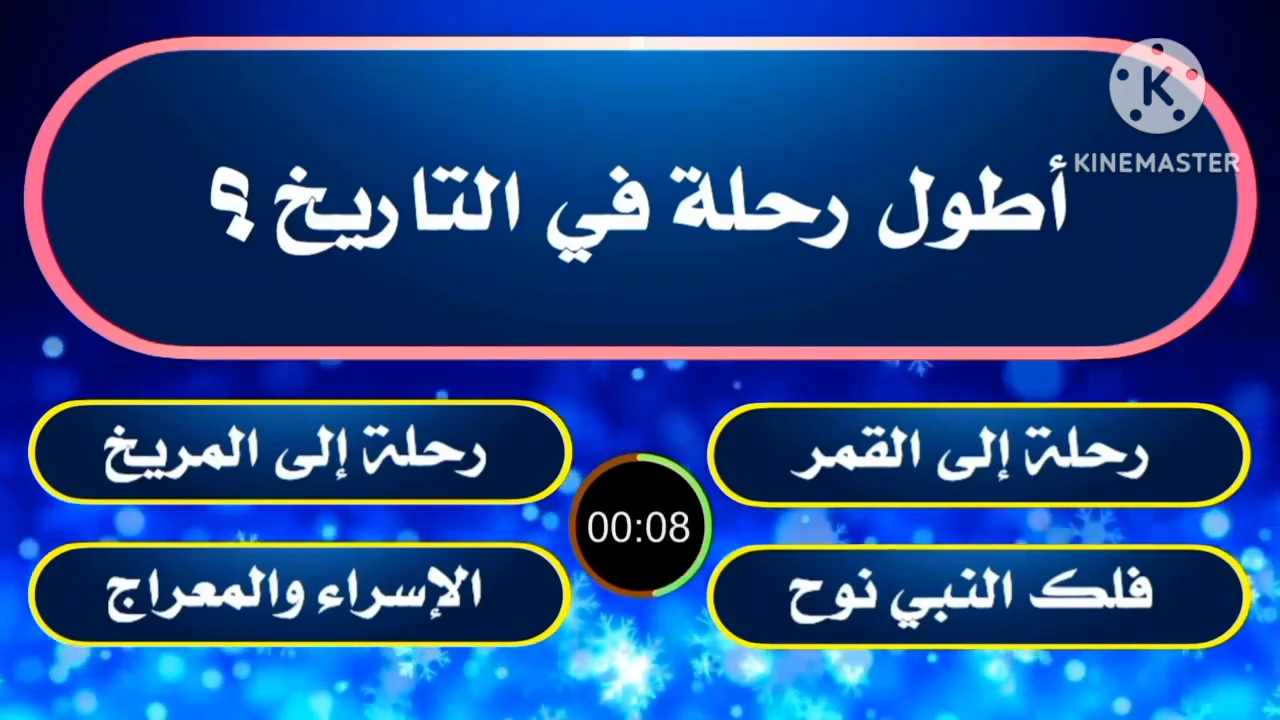 KINEMASTER
أطول رحلة في التاريخ ؟
رحلة إلى القمر
رحلة إلى المريخ
00:08
فلك النبي نوح
الإسراء والمعراج